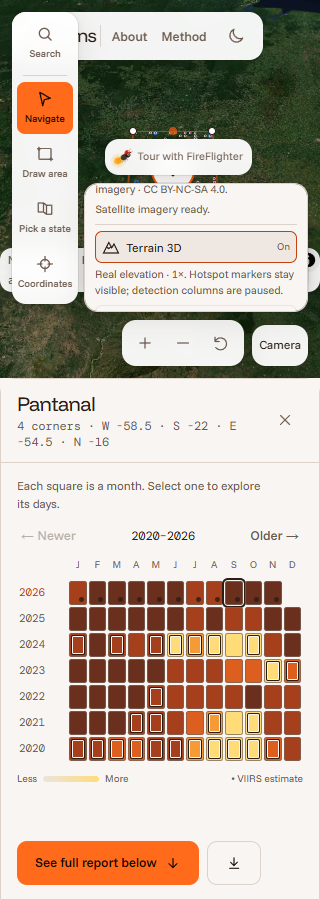 Search
ms
About
Method
Navigate
Draw area
Pick a state
Coordinates
Tour with FireFlighter
imagery · CC BY-NC-SA 4.0.
Satellite imagery ready.
Terrain 3D
On
Real elevation · 1×. Hotspot markers stay
visible; detection columns are paused.
Camera
Pantanal
4 corners · W -58.5 · S -22 · E
-54.5 · N -16
Each square is a month. Select one to explore
its days.
← Newer
2020–2026
Older →
J F M A M J J A S O N D
2026
2025
2024
2023
2022
2021
2020
Less
More
• VIIRS estimate
See full report below ↓